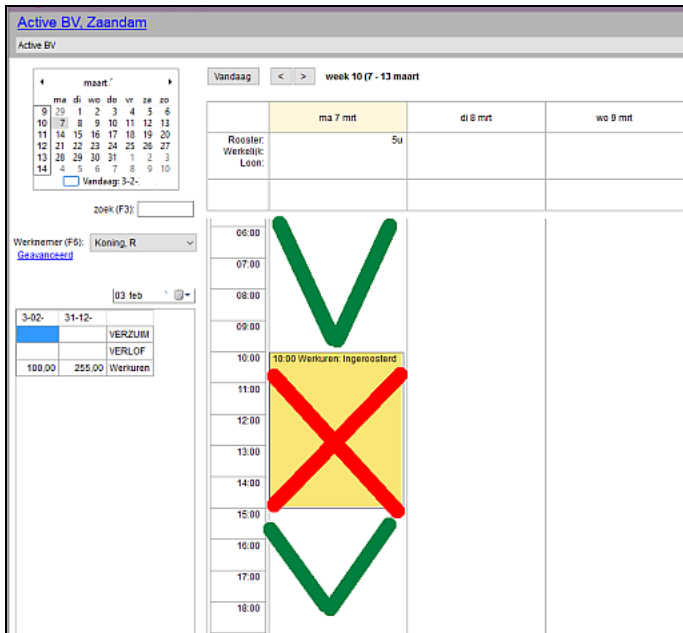 Active BV, Zaandam
Active BV
maart
ma di wo do vr za zo
9 29 1 2 3 4 5 6
10 7 8 9 10 11 12 13
11 14 15 16 17 18 19 20
12 21 22 23 24 25 26 27
13 28 29 30 31 1 2 3
14 4 5 6 7 8 9 10
Vandaag: 3-2-
zoek (F3):
Werknemer (F6): Koning, R
Geavanceerd
03 feb
3-02- 31-12-
VERZUIM
VERLOF
100,00 255,00 Werkuren
Vandaag < > week 10 (7 - 13 maart
ma 7 mrt di 8 mrt wo 9 mrt
Rooster: 5u
Werkelijk:
Loon:
06:00
07:00
08:00
09:00
10:00 10:00 Werkuren: Ingeroosterd
11:00
12:00
13:00
14:00
15:00
16:00
17:00
18:00